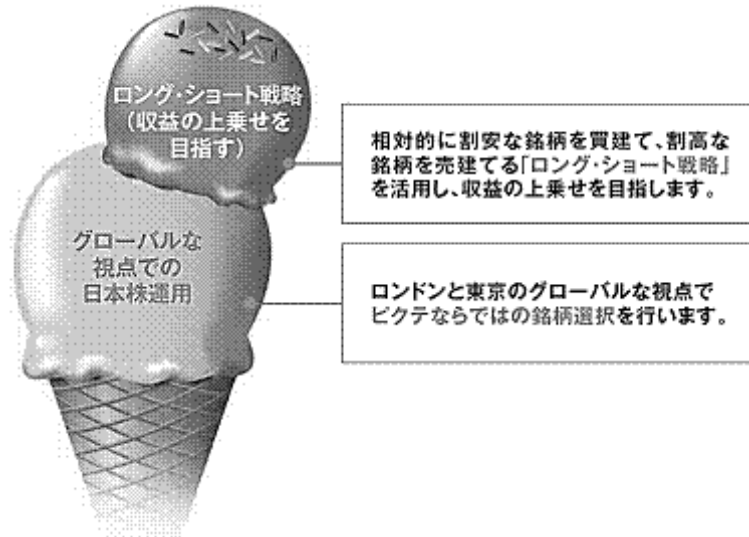 ロング・ショート戦略
(収益の上乗せを
目指す)
相対的に割安な銘柄を買建て、割高な
銘柄を売建てる「ロング・ショート戦略」
を活用し、収益の上乗せを目指します。
グローバルな
視点での
日本株運用
ロンドンと東京のグローバルな視点で
ピクテならではの銘柄選択を行います。